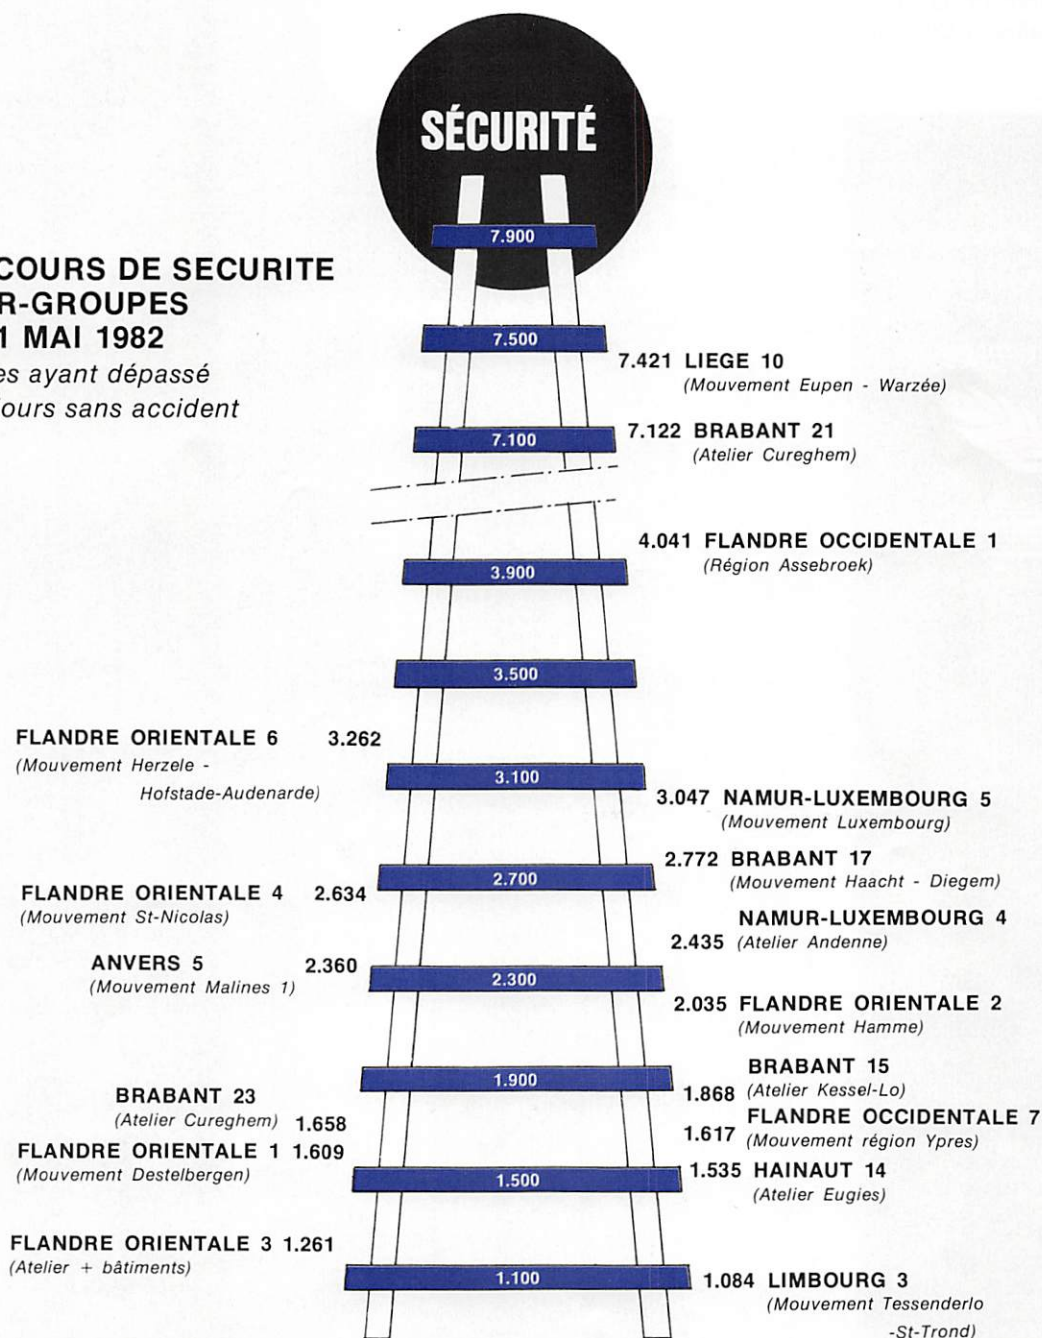 SÉCURITÉ
7.900
COURS DE SECURITE
R-GROUPES
1 MAI 1982
es ayant dépassé
ours sans accident
7.500
7.421 LIEGE 10
(Mouvement Eupen - Warzée)
7.100
7.122 BRABANT 21
(Atelier Cureghem)
4.041 FLANDRE OCCIDENTALE 1
(Région Assebroek)
3.900
3.500
FLANDRE ORIENTALE 6 3.262
(Mouvement Herzele -
Hofstade-Audenarde)
3.100
3.047 NAMUR-LUXEMBOURG 5
(Mouvement Luxembourg)
2.772 BRABANT 17
(Mouvement Haacht - Diegem)
2.700
FLANDRE ORIENTALE 4 2.634
(Mouvement St-Nicolas)
NAMUR-LUXEMBOURG 4
2.435 (Atelier Andenne)
ANVERS 5 2.360
(Mouvement Malines 1)
2.300
2.035 FLANDRE ORIENTALE 2
(Mouvement Hamme)
1.900
BRABANT 15
1.868 (Atelier Kessel-Lo)
BRABANT 23
(Atelier Cureghem) 1.658
FLANDRE OCCIDENTALE 7
1.617 (Mouvement région Ypres)
FLANDRE ORIENTALE 1 1.609
(Mouvement Destelbergen)
1.500
1.535 HAINAUT 14
(Atelier Eugies)
FLANDRE ORIENTALE 3 1.261
(Atelier + bâtiments)
1.100
1.084 LIMBOURG 3
(Mouvement Tessenderlo
-St-Trond)